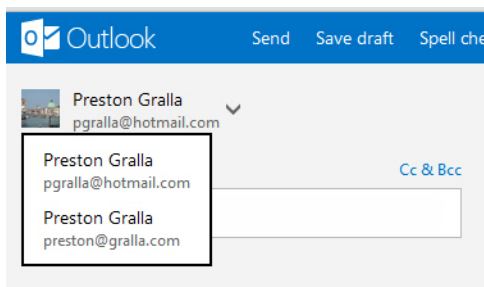 Outlook Send Save draft Spell che
Preston Gralla
pgralla@hotmail.com
Preston Gralla
pgralla@hotmail.com
Cc & Bcc
Preston Gralla
preston@gralla.com